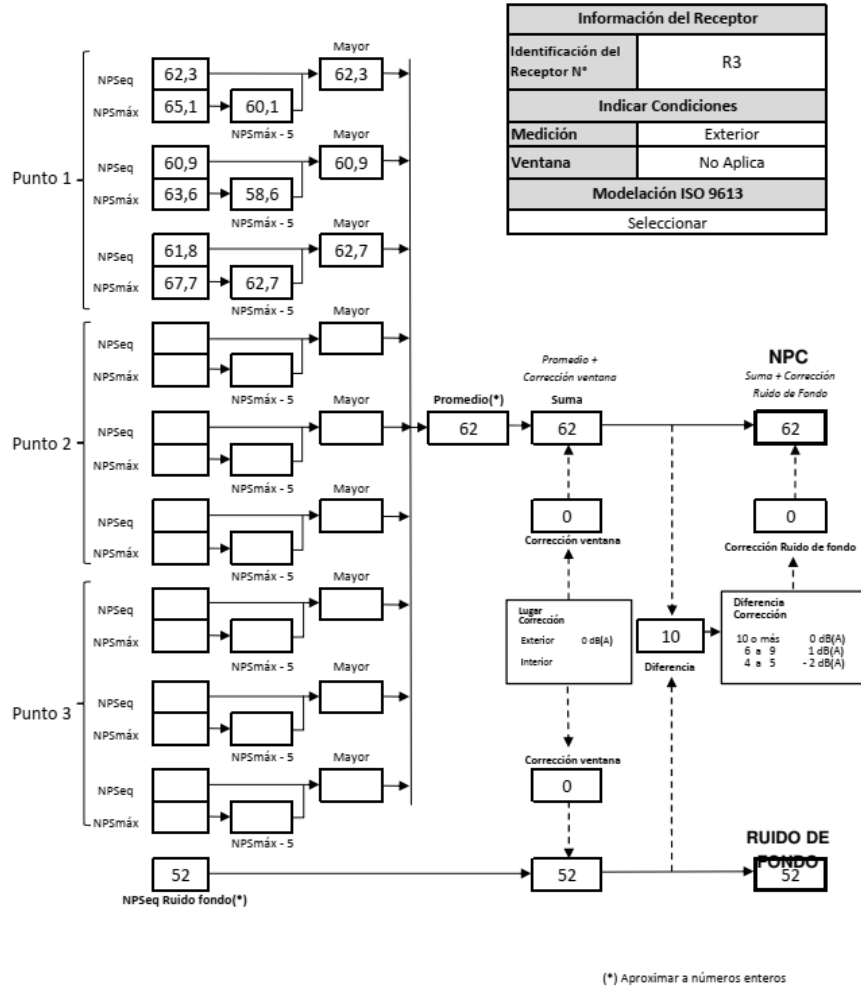 Información del Receptor
Identificación del Receptor N°
R3
Indicar Condiciones
Medición Exterior
Ventana No Aplica
Modelación ISO 9613
Seleccionar
Punto 1
Mayor
NPSeq 62,3 62,3
NPSmáx 65,1 60,1
NPSmáx - 5
Mayor
NPSeq 60,9 60,9
NPSmáx 63,6 58,6
NPSmáx - 5
Mayor
NPSeq 61,8 62,7
NPSmáx 67,7 62,7
NPSmáx - 5
Punto 2
Mayor
NPSeq
NPSmáx
NPSmáx - 5
Mayor
NPSeq
NPSmáx
NPSmáx - 5
Mayor
NPSeq
NPSmáx
NPSmáx - 5
Punto 3
Mayor
NPSeq
NPSmáx
NPSmáx - 5
Mayor
NPSeq
NPSmáx
NPSmáx - 5
Mayor
NPSeq
NPSmáx
NPSmáx - 5
Promedio(*)
62
Promedio +
Corrección ventana
Suma
62
0
Corrección ventana
Lugar
Corrección
Exterior 0 dB(A)
Interior
Corrección ventana
0
NPC
Suma + Corrección
Ruido de Fondo
62
0
Corrección Ruido de fondo
10
Diferencia
Diferencia
Corrección
10 o más 0 dB(A)
6 a 9 1 dB(A)
4 a 5 - 2 dB(A)
52
NPSeq Ruido fondo(*)
52
RUIDO DE
FONDO
52
(*) Aproximar a números enteros